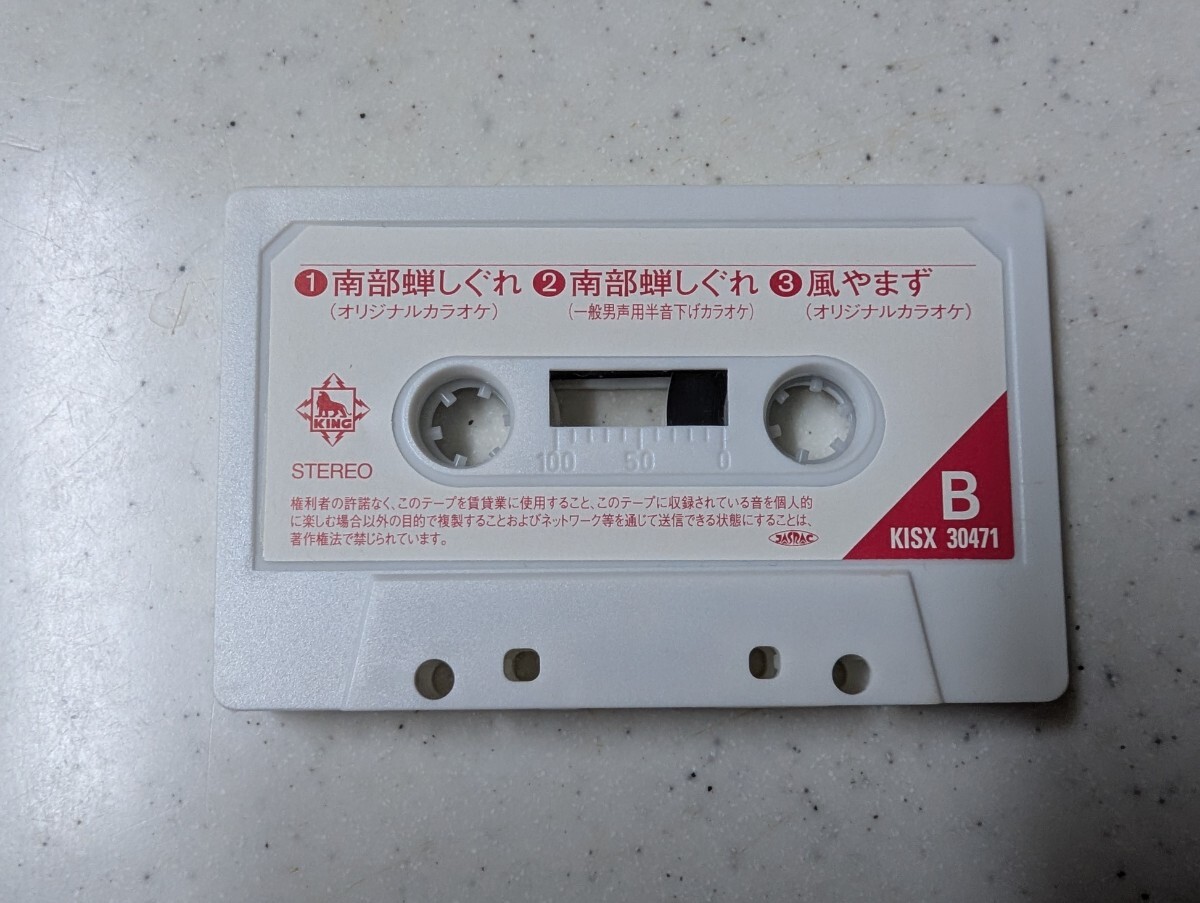 ❶南部蝉しぐれ ❷南部蝉しぐれ ❸風やまず
(オリジナルカラオケ) (一般男声用半音下げカラオケ) (オリジナルカラオケ)
KING
STEREO
100 50 0
権利者の許諾なく、このテープを賃貸業に使用すること、このテープに収録されている音を個人的
に楽しむ場合以外の目的で複製することおよびネットワーク等を通じて送信できる状態にすることは、
著作権法で禁じられています。
JASRAC
B
KISX 30471